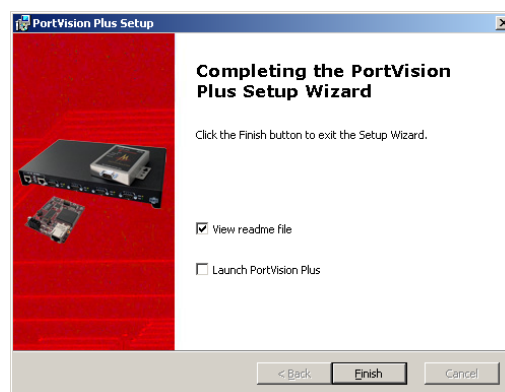 PortVision Plus Setup
Completing the PortVision
Plus Setup Wizard
Click the Finish button to exit the Setup Wizard.
View readme file
Launch PortVision Plus
< Back Finish Cancel